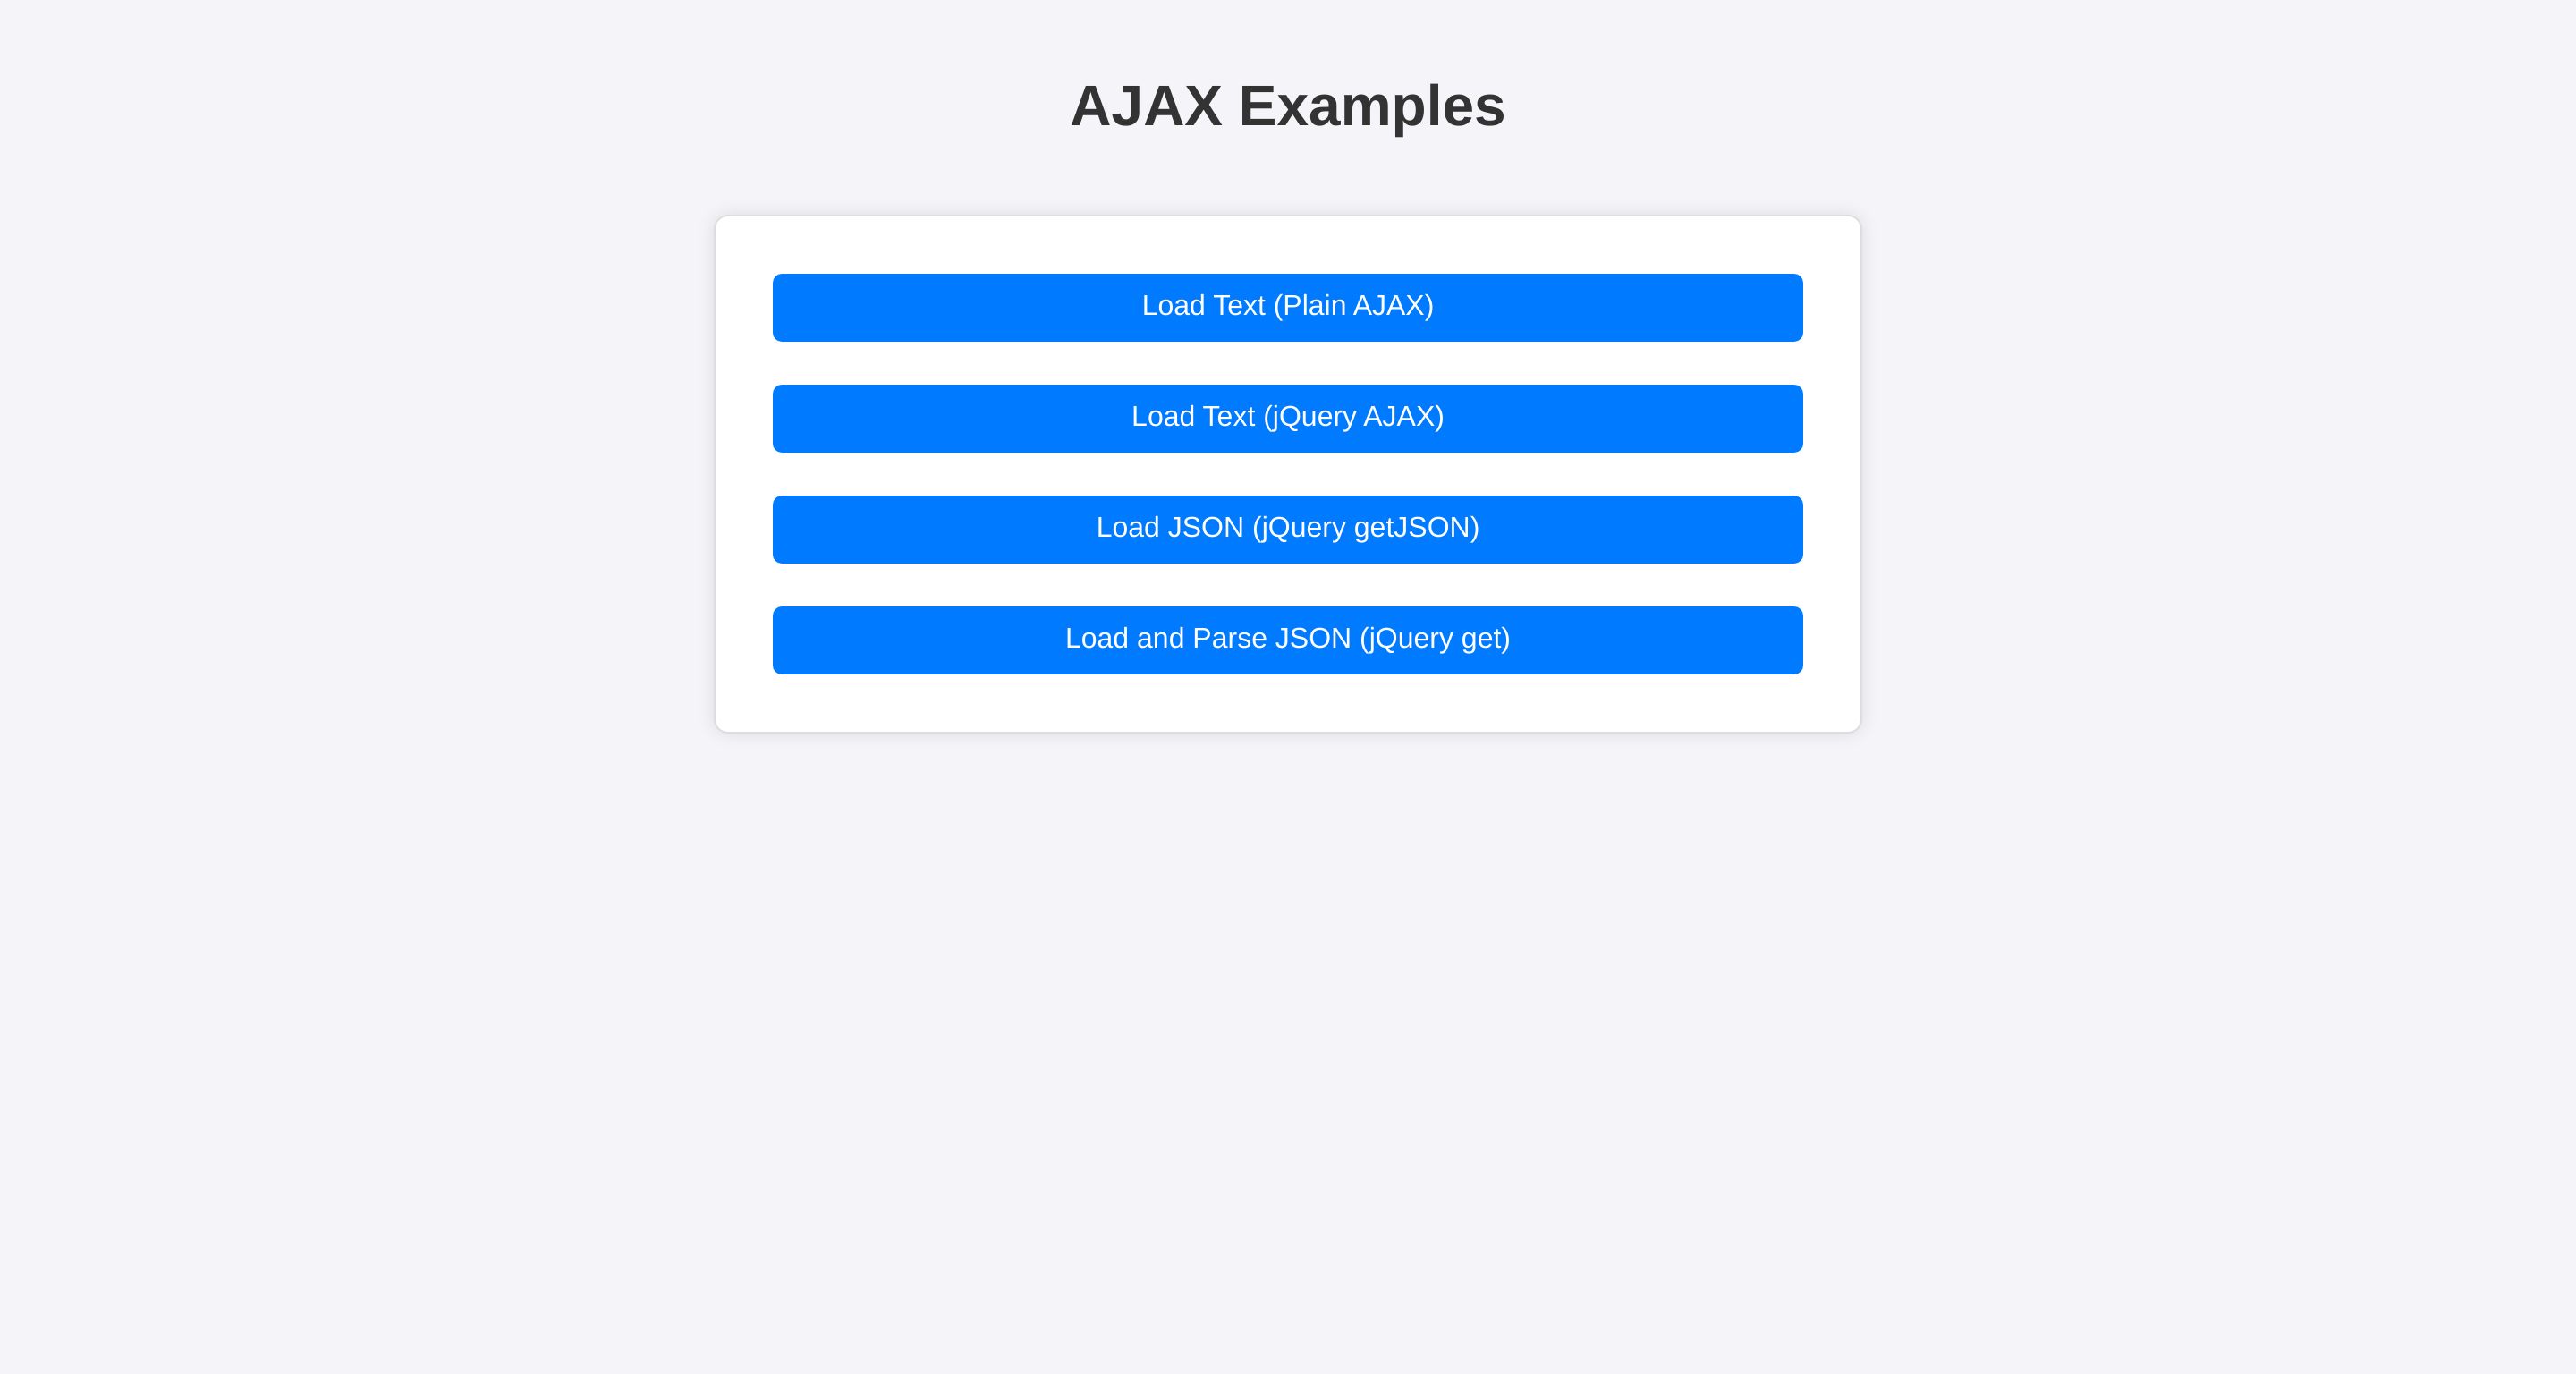 AJAX Examples
Load Text (Plain AJAX)
Load Text (jQuery AJAX)
Load JSON (jQuery getJSON)
Load and Parse JSON (jQuery get)